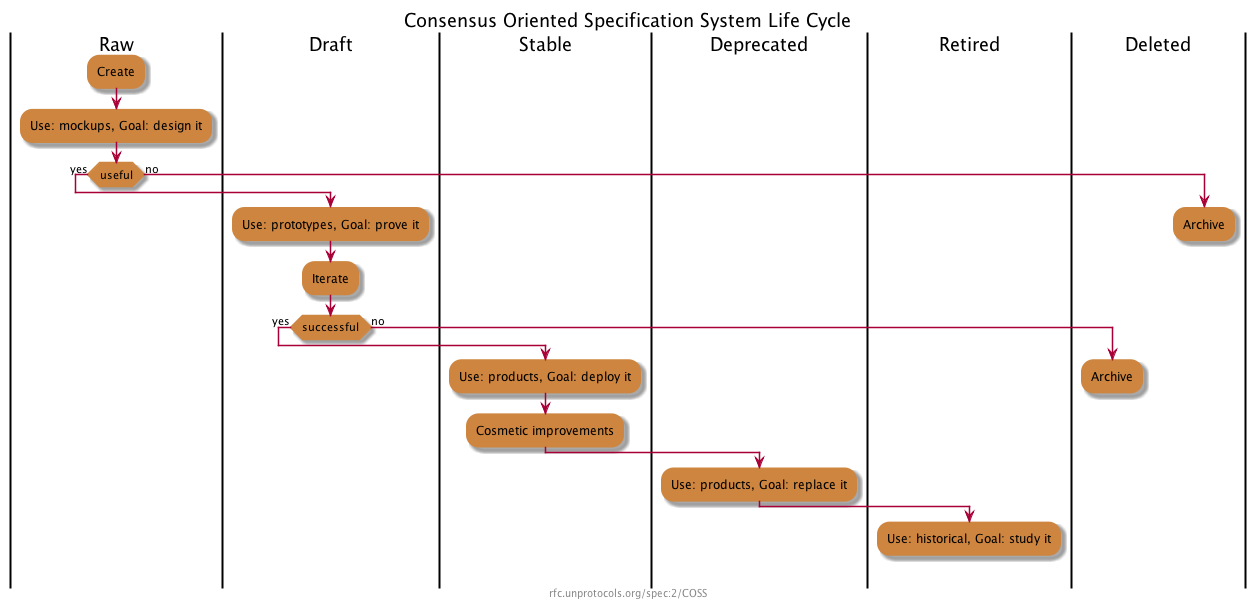 Consensus Oriented Specification System Life Cycle
Raw
Draft
Stable
Deprecated
Retired
Deleted
Create
Use: mockups, Goal: design it
yes
useful
no
Use: prototypes, Goal: prove it
Archive
Iterate
yes
successful
no
Use: products, Goal: deploy it
Archive
Cosmetic improvements
Use: products, Goal: replace it
Use: historical, Goal: study it
rfc.unprotocols.org/spec:2/COSS